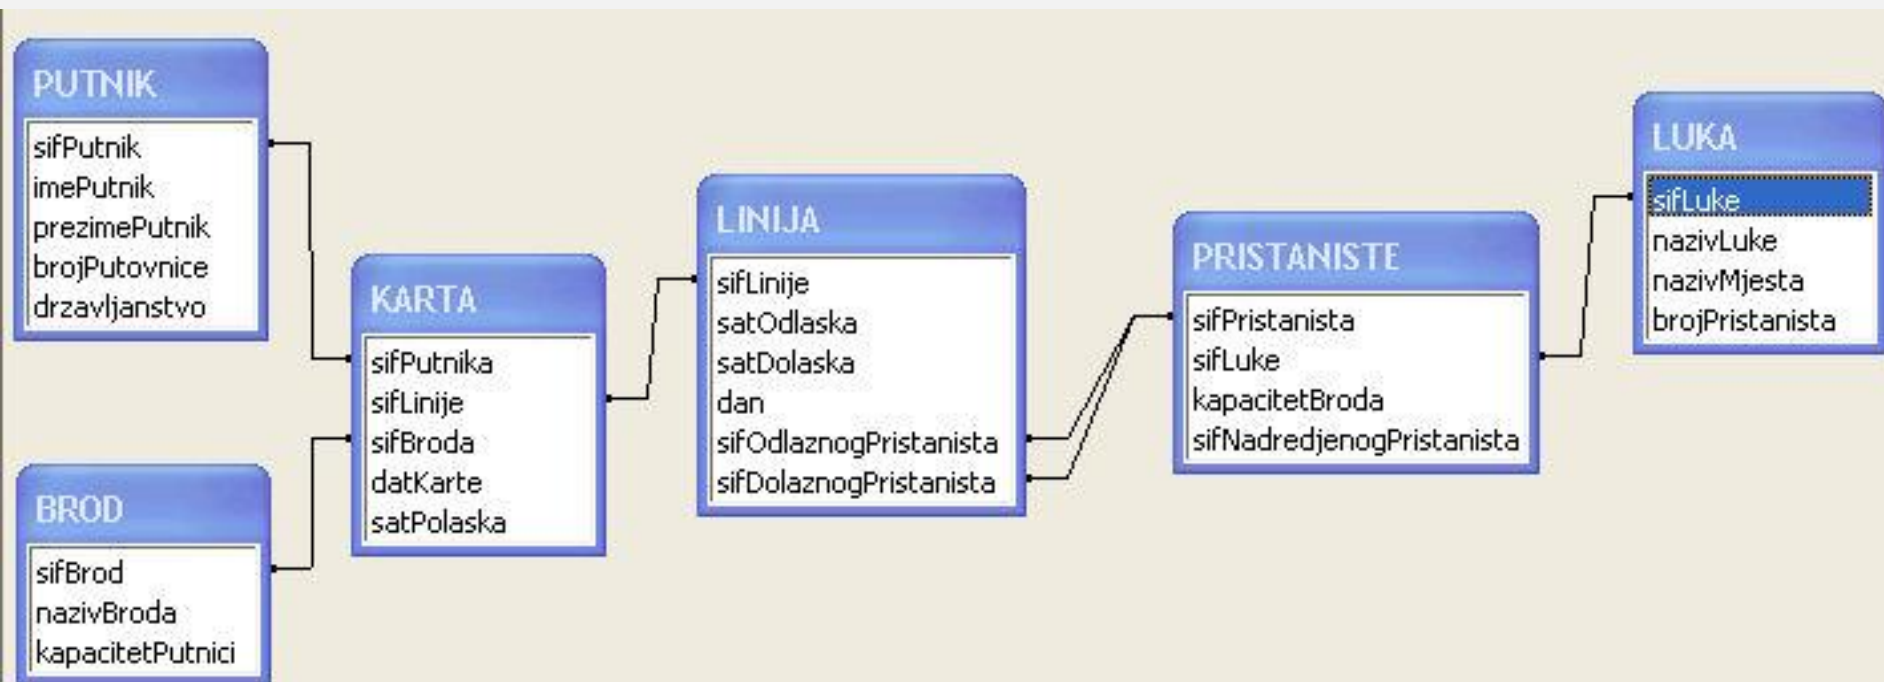 PUTNIK
sifPutnik
imePutnik
prezimePutnik
brojPutovnice
drzavljanstvo
BROD
sifBrod
nazivBroda
kapacitetPutnici
KARTA
sifPutnika
sifLinije
sifBroda
datKarte
satPolaska
LINIJA
sifLinije
satOdlaska
satDolaska
dan
sifOdlaznogPristanista
sifDolaznogPristanista
PRISTANISTE
sifPristanista
sifLuke
kapacitetBroda
sifNadredjenogPristanista
LUKA
sifLuke
nazivLuke
nazivMjesta
brojPristanista